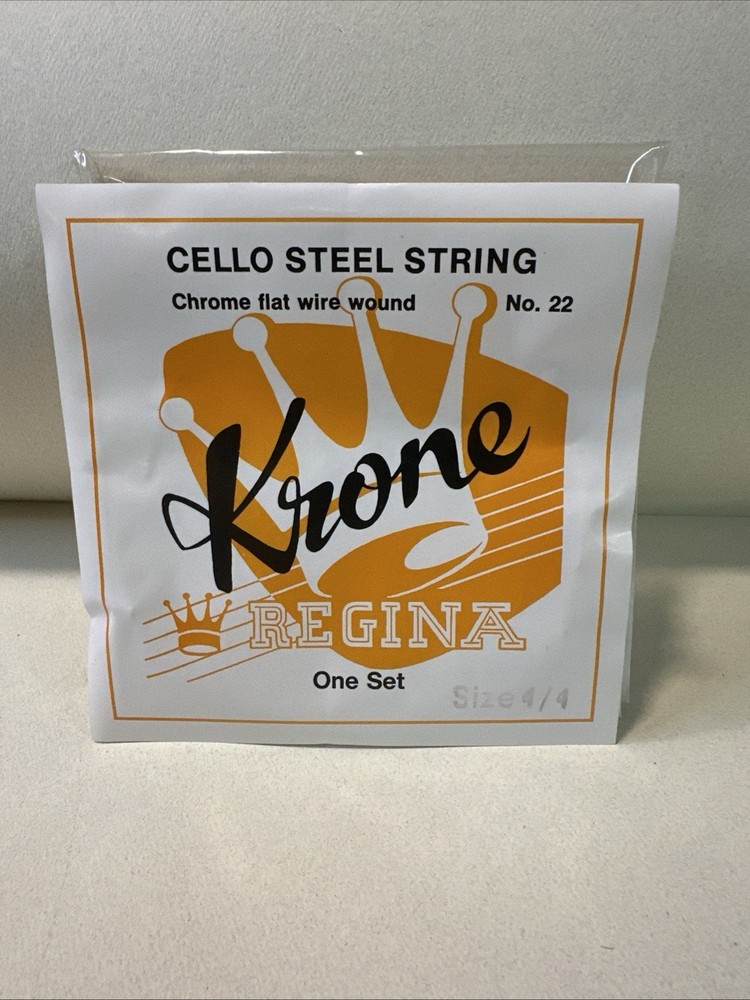 CELLO STEEL STRING
Chrome flat wire wound No. 22
Krone
REGINA
One Set
Size 4/4